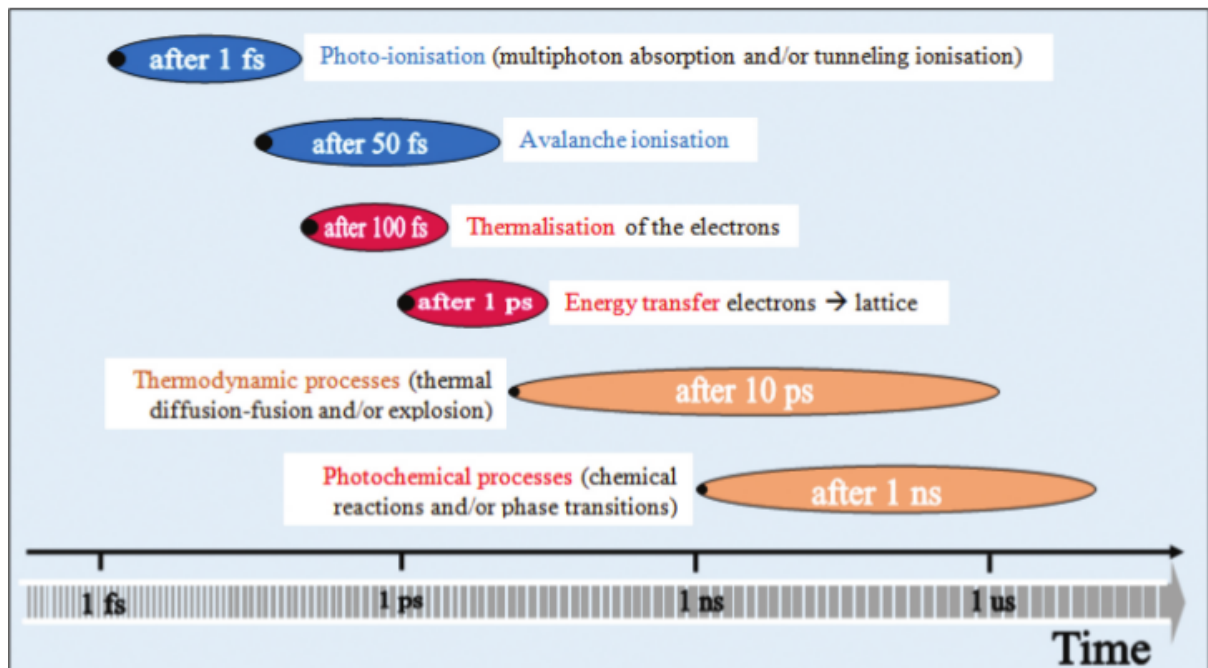 after 1 fs Photo-ionisation (multiphoton absorption and/or tunneling ionisation)
after 50 fs Avalanche ionisation
after 100 fs Thermalisation of the electrons
after 1 ps Energy transfer electrons → lattice
Thermodynamic processes (thermal
diffusion-fusion and/or explosion)
after 10 ps
Photochemical processes (chemical
reactions and/or phase transitions)
after 1 ns
1 fs 1 ps 1 ns 1 us
Time